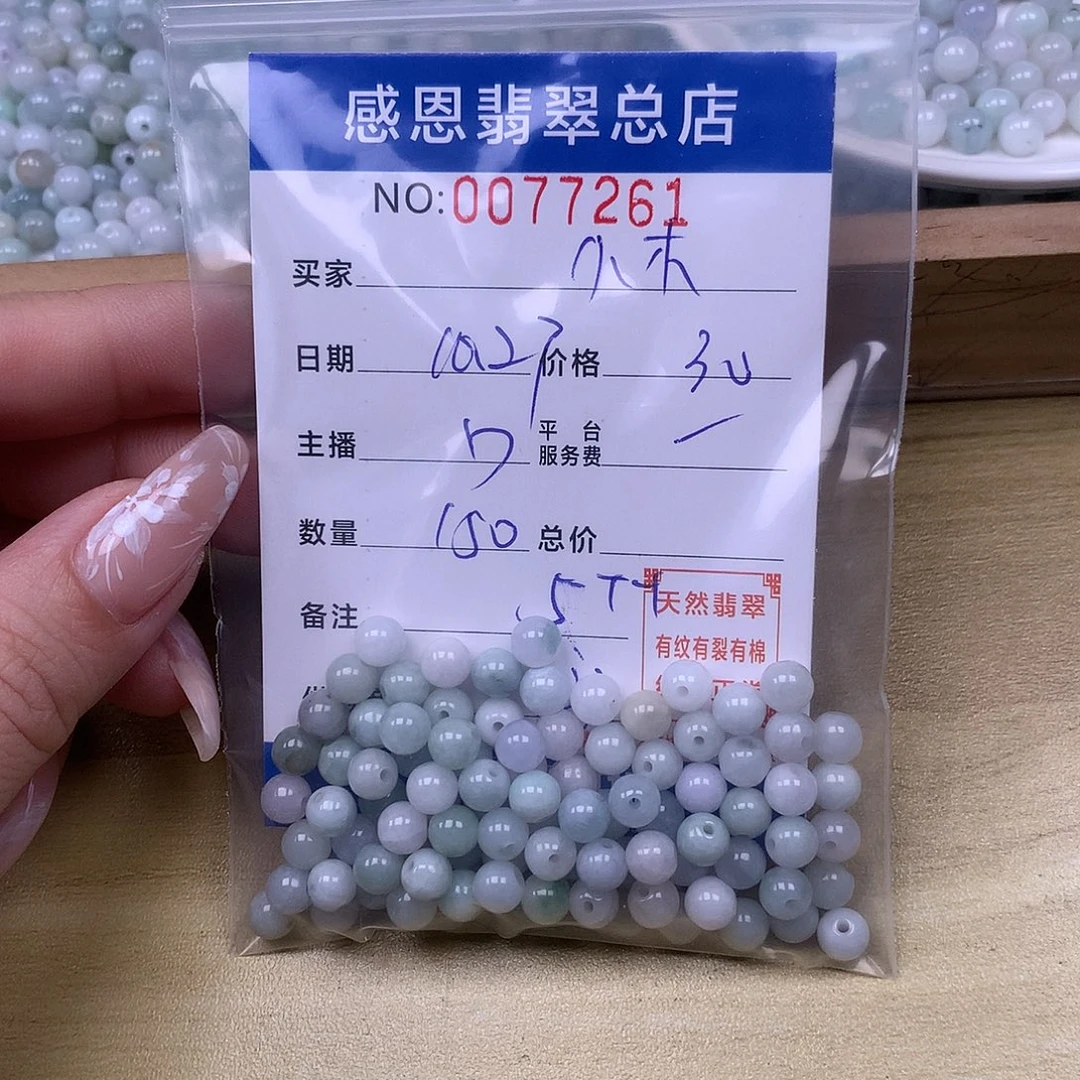 感恩翡翠总店
NO:0077261
买家 小木
日期 10.27 价格 30
主播
平台服务费
数量 150 总价
备注
天然翡翠
有纹有裂有棉